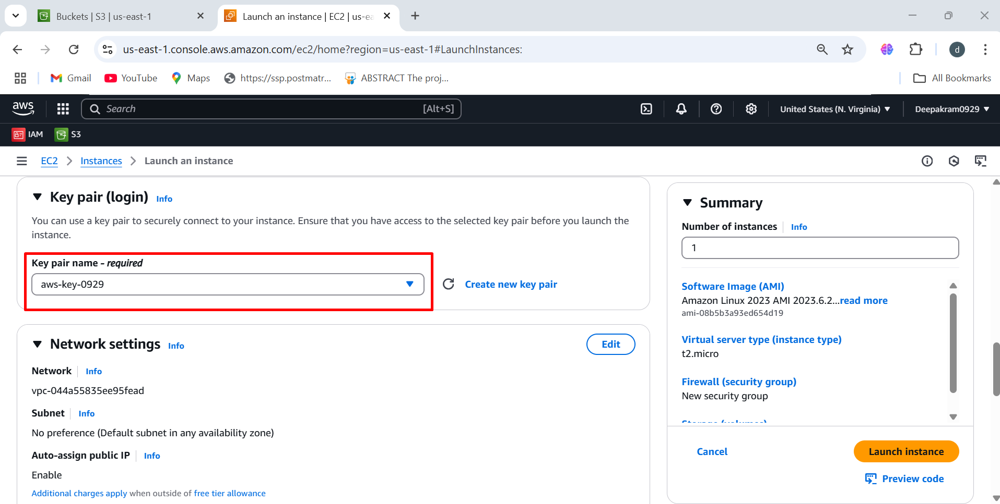 Buckets | S3 | us-east-1
Launch an instance | EC2 | us-ea
us-east-1.console.aws.amazon.com/ec2/home?region=us-east-1#LaunchInstances:
d
Gmail
YouTube
Maps
https://ssp.postmatr...
ABSTRACT The proj...
All Bookmarks
aws
Search
[Alt+S]
United States (N. Virginia)
Deepakram0929
IAM
S3
EC2
Instances
Launch an instance
Key pair (login) Info
You can use a key pair to securely connect to your instance. Ensure that you have access to the selected key pair before you launch the
instance.
Key pair name - required
aws-key-0929
Create new key pair
Network settings Info
Edit
Network Info
vpc-044a55835ee95fead
Subnet Info
No preference (Default subnet in any availability zone)
Auto-assign public IP Info
Enable
Additional charges apply when outside of free tier allowance
Summary
Number of instances Info
1
Software Image (AMI)
Amazon Linux 2023 AMI 2023.6.2...read more
ami-08b5b3a93ed654d19
Virtual server type (instance type)
t2.micro
Firewall (security group)
New security group
Storage (volumes)
Cancel
Launch instance
Preview code